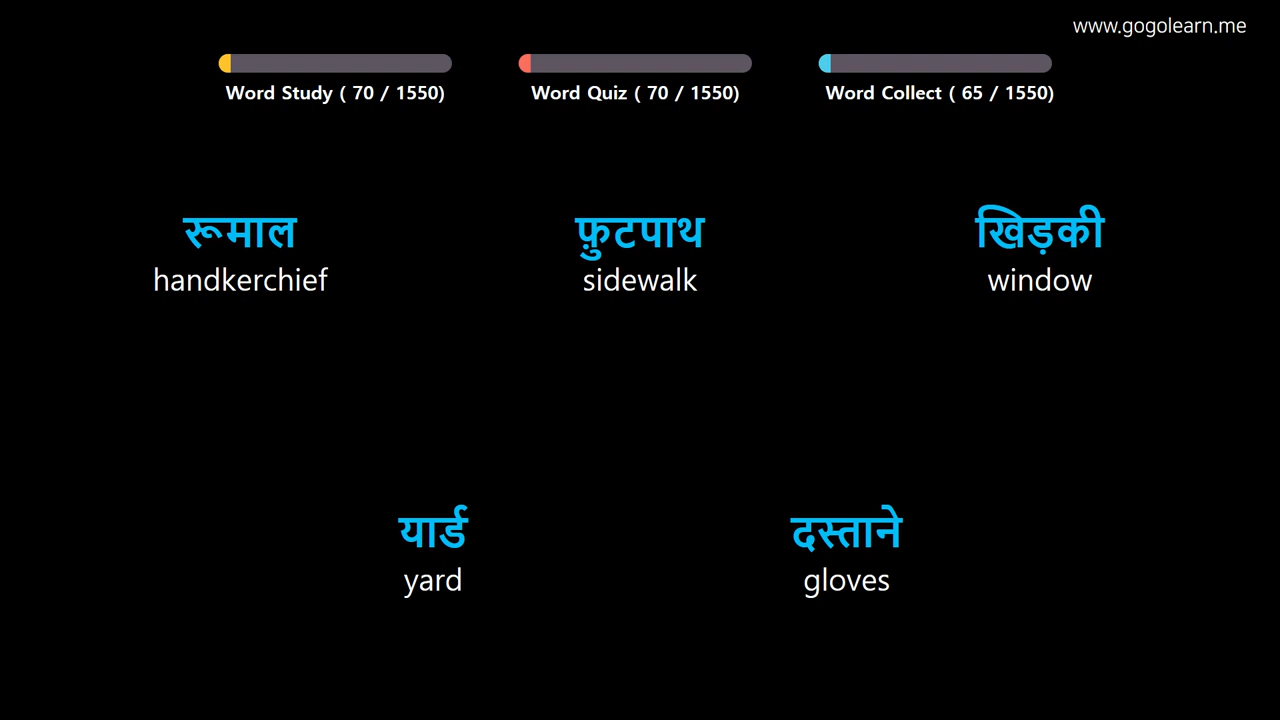 www.gogolearn.me
Word Study ( 70 / 1550)
Word Quiz ( 70 / 1550)
Word Collect ( 65 / 1550)
रूमाल
handkerchief
फ़ुटपाथ
sidewalk
खिड़की
window
यार्ड
yard
दस्ताने
gloves